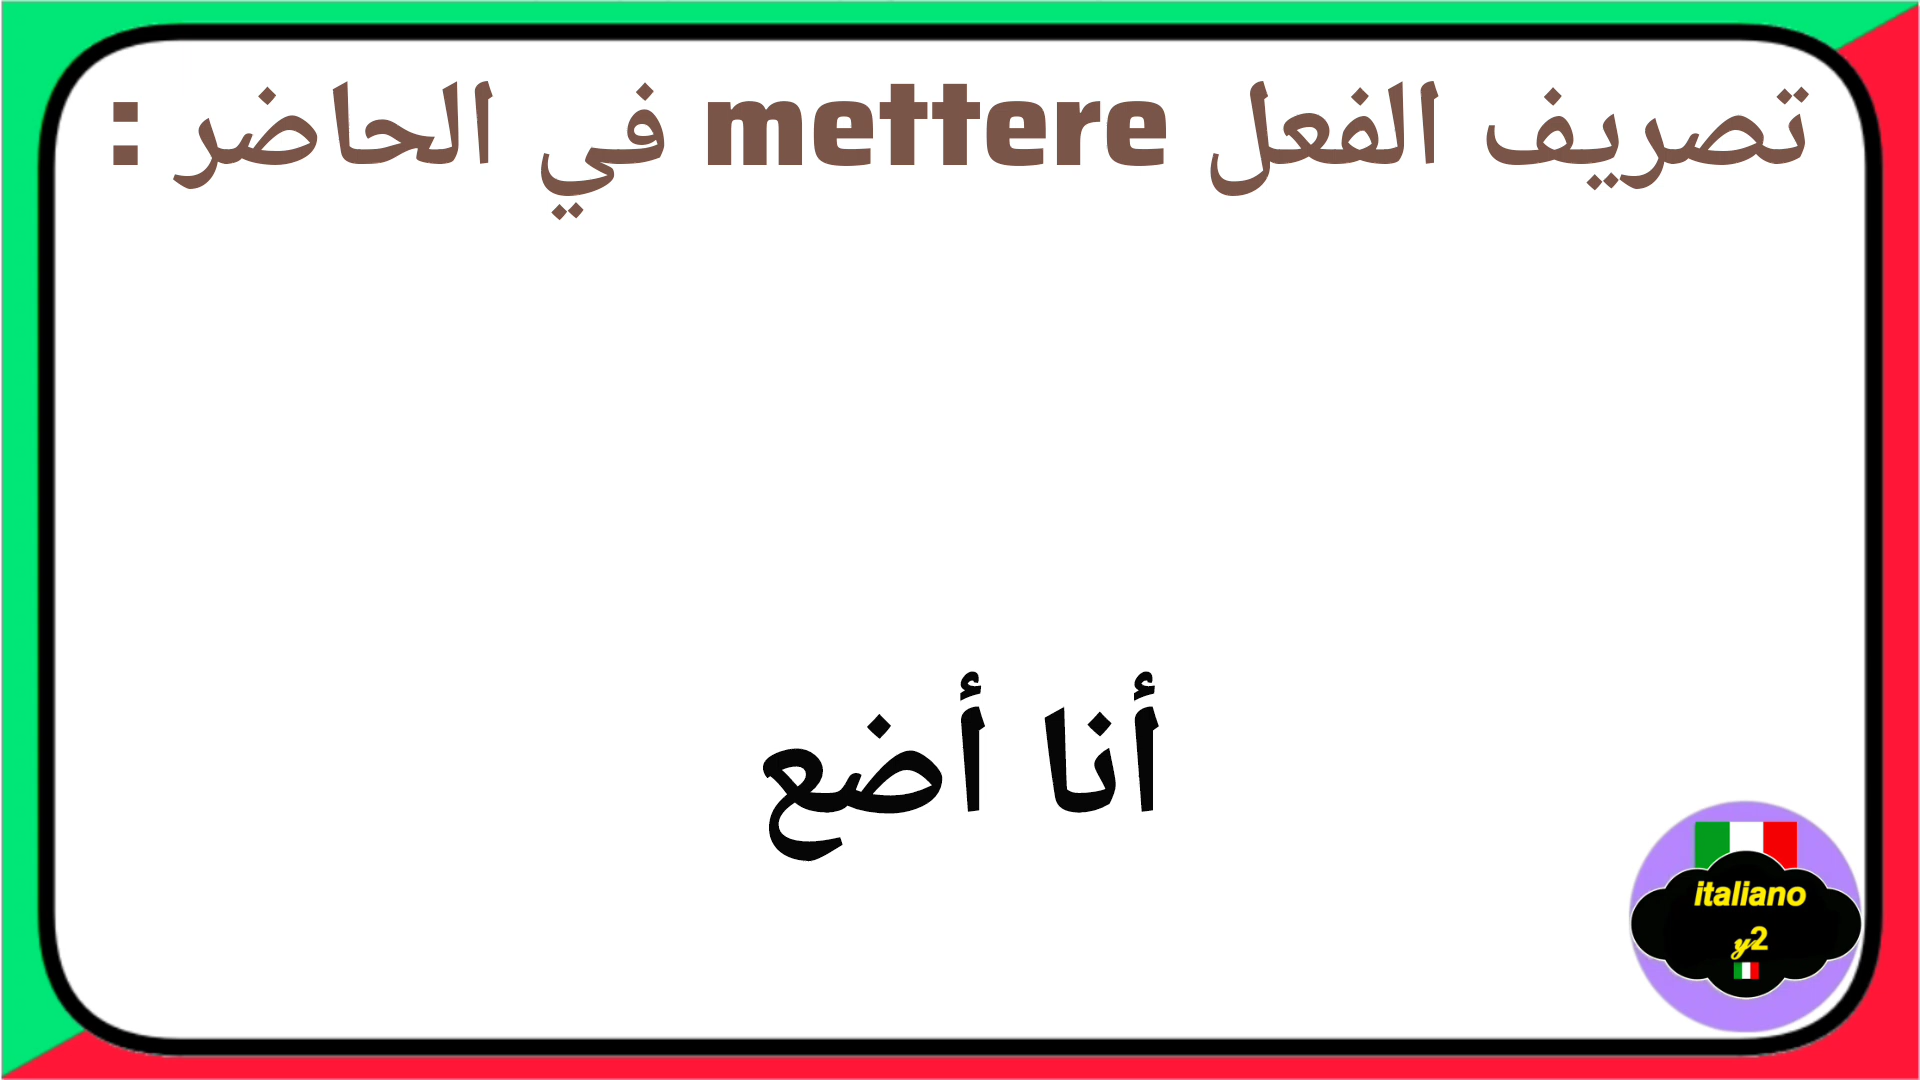 تصريف الفعل mettere في الحاضر :
أنا أضع
italiano
y2